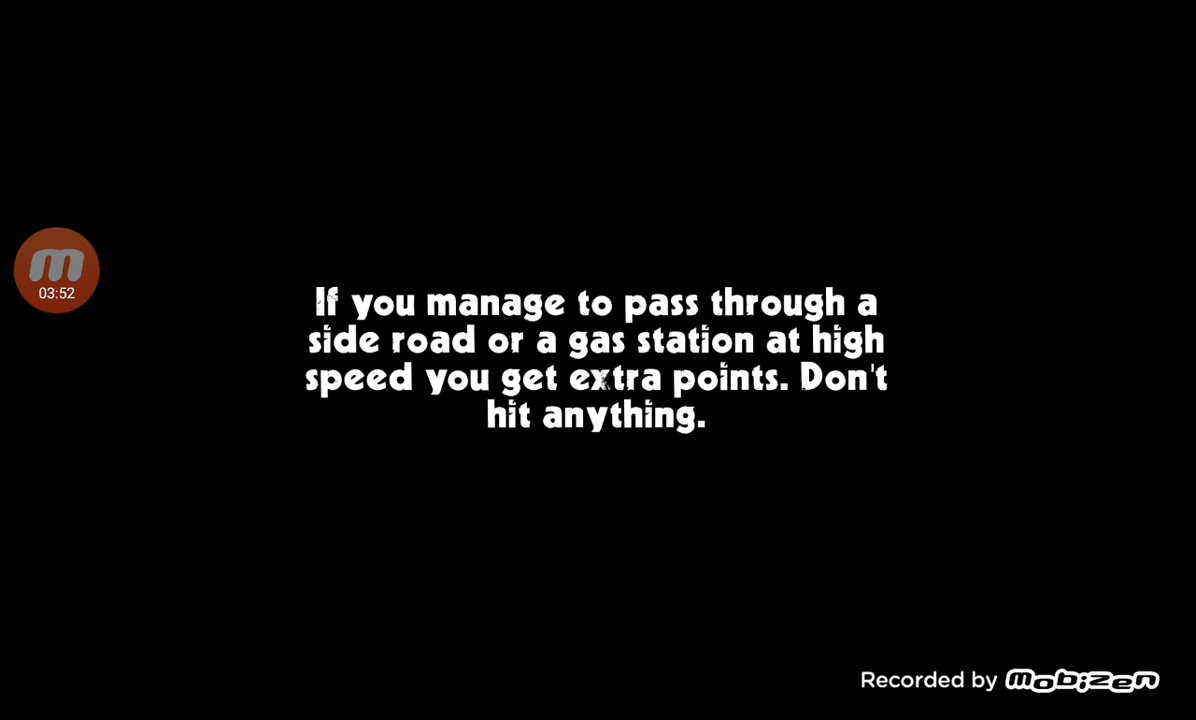 m
03:52
If you manage to pass through a
side road or a gas station at high
speed you get extra points. Don't
hit anything.
Recorded by mobizen